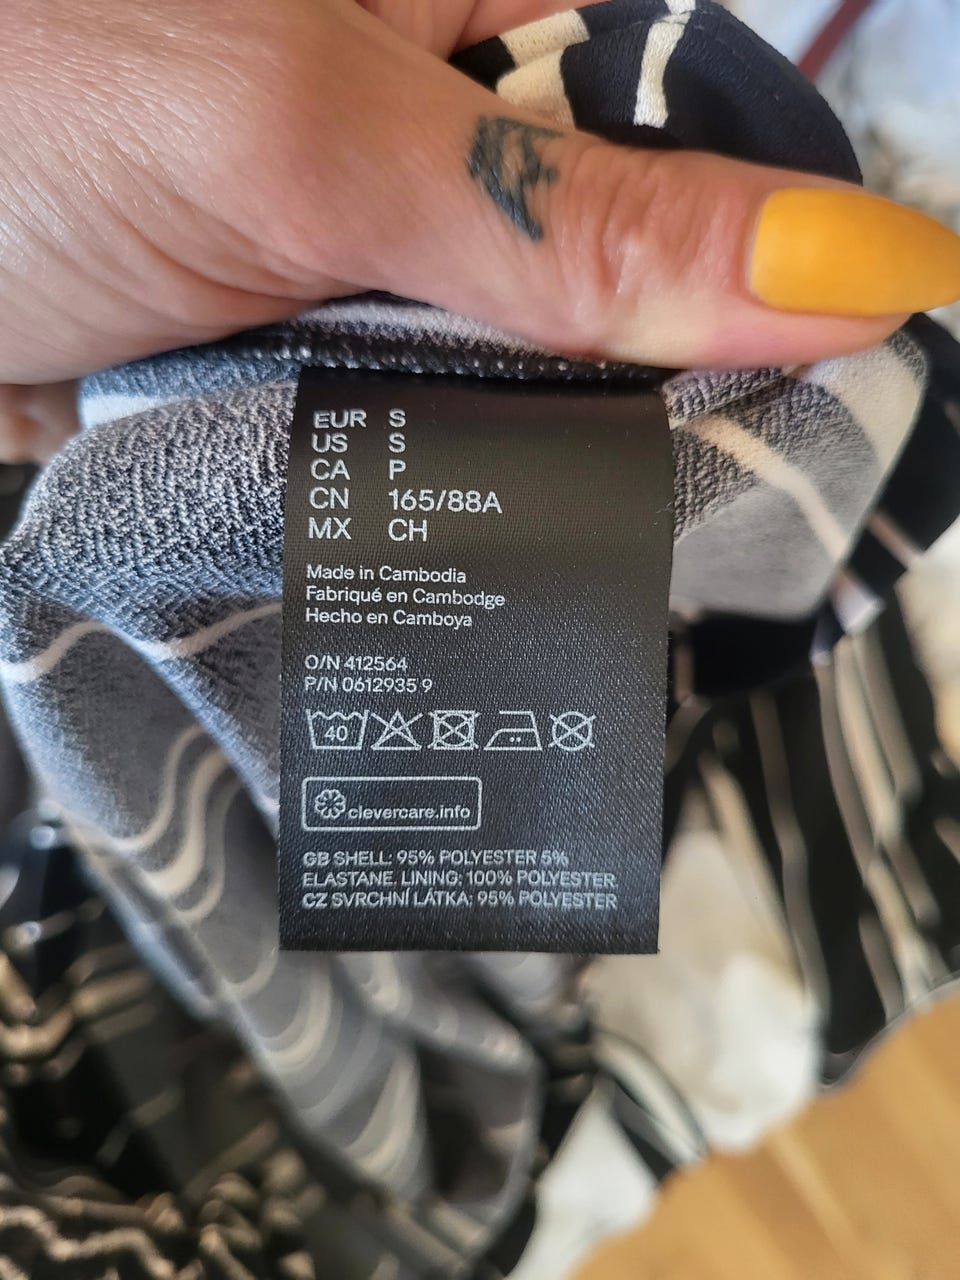 EUR S
US S
CA P
CN 165/88A
MX CH
Made in Cambodia
Fabriqué en Cambodge
Hecho en Camboya
O/N 412564
P/N 0612935 9
40
clevercare.info
GB SHELL: 95% POLYESTER 5%
ELASTANE. LINING: 100% POLYESTER.
CZ SVRCHNÍ LÁTKA: 95% POLYESTER